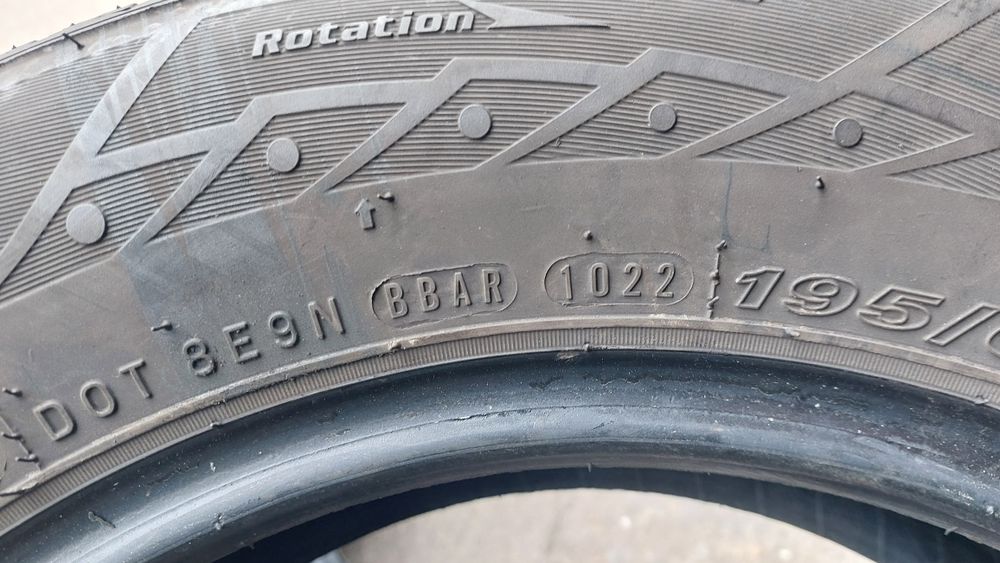 Rotation
DOT 8E9N BBAR 1022 195/